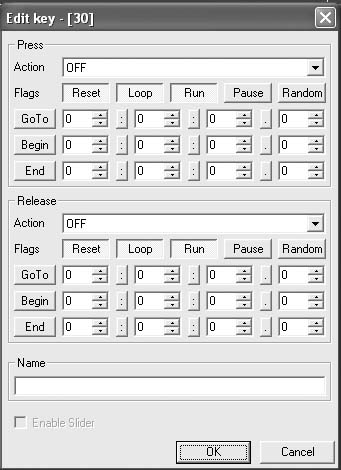 Edit key - [30]
Press
Action OFF
Flags Reset Loop Run Pause Random
GoTo 0 : 0 : 0 . 0
Begin 0 : 0 : 0 . 0
End 0 : 0 : 0 . 0
Release
Action OFF
Flags Reset Loop Run Pause Random
GoTo 0 : 0 : 0 . 0
Begin 0 : 0 : 0 . 0
End 0 : 0 : 0 . 0
Name
Enable Slider
OK Cancel